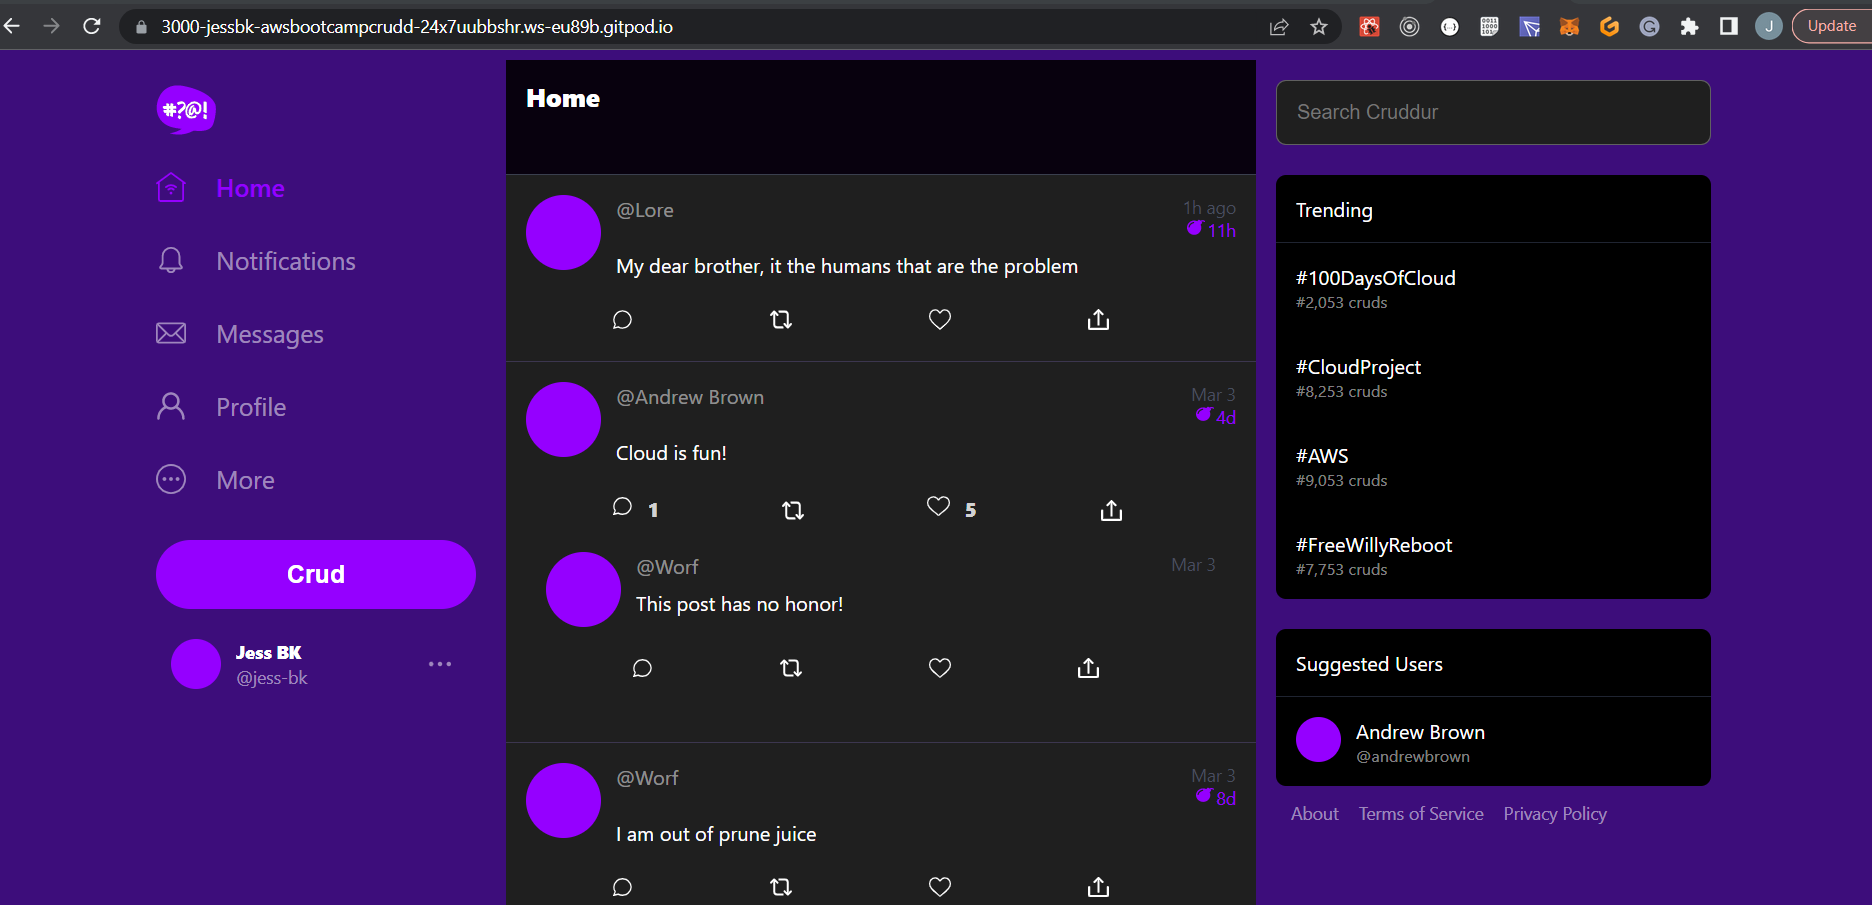 3000-jessbk-awsbootcampcrudd-24x7uubbshr.ws-eu89b.gitpod.io
J
Update
#?@!
Home
Notifications
Messages
Profile
More
Crud
Jess BK
@jess-bk
Home
@Lore
1h ago
11h
My dear brother, it the humans that are the problem
@Andrew Brown
Mar 3
4d
Cloud is fun!
1
5
@Worf
Mar 3
This post has no honor!
@Worf
Mar 3
8d
I am out of prune juice
Search Cruddur
Trending
#100DaysOfCloud
#2,053 cruds
#CloudProject
#8,253 cruds
#AWS
#9,053 cruds
#FreeWillyReboot
#7,753 cruds
Suggested Users
Andrew Brown
@andrewbrown
About Terms of Service Privacy Policy